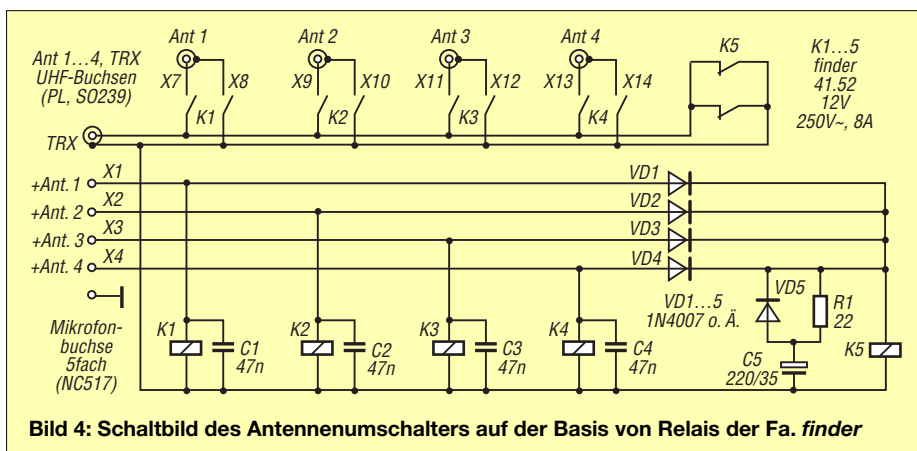 Ant 1 Ant 2 Ant 3 Ant 4
Ant 1…4, TRX
UHF-Buchsen
(PL, SO239)
X7 X8 X9 X10 X11 X12 X13 X14
K1 K2 K3 K4
K5
K1…5
finder
41.52
12V
250V~, 8A
TRX
+Ant. 1 X1 VD1
+Ant. 2 X2 VD2
+Ant. 3 X3 VD3
+Ant. 4 X4 VD4
VD1…5
1N4007 o. Ä.
VD5
R1
22
Mikrofon-
buchse
5fach
(NC517)
K1 C1
47n
K2 C2
47n
K3 C3
47n
K4 C4
47n
C5
220/35
K5
Bild 4: Schaltbild des Antennenumschalters auf der Basis von Relais der Fa. finder